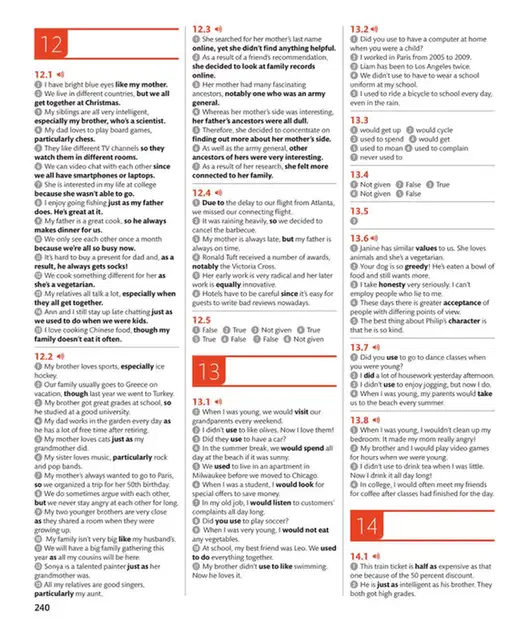 12
12.1
1 I have bright blue eyes like my mother.
2 We live in different countries, but we all
get together at Christmas.
3 My siblings are all very intelligent,
especially my brother, who's a scientist.
4 My dad loves to play board games,
particularly chess.
5 They like different TV channels so they
watch them in different rooms.
6 We can video chat with each other since
we all have smartphones or laptops.
7 She is interested in my life at college
because she wasn't able to go.
8 I enjoy going fishing just as my father
does. He's great at it.
9 My father is a great cook, so he always
makes dinner for us.
10 We only see each other once a month
because we're all so busy now.
11 It's hard to buy a present for dad and, as a
result, he always gets socks!
12 We cook something different for her as
she's a vegetarian.
13 My relatives all talk a lot, especially when
they all get together.
14 Ann and I still stay up late chatting just as
we used to do when we were kids.
15 I love cooking Chinese food, though my
family doesn't eat it often.
12.2
1 My brother loves sports, especially ice
hockey.
2 Our family usually goes to Greece on
vacation, though last year we went to Turkey.
3 My brother got great grades at school, so
he studied at a good university.
4 My dad works in the garden every day as
he has a lot of free time after retiring.
5 My mother loves cats just as my
grandmother did.
6 My sister loves music, particularly rock
and pop bands.
7 My mother's always wanted to go to Paris,
so we organized a trip for her 50th birthday.
8 We do sometimes argue with each other,
but we never stay angry at each other for long.
9 My two younger brothers are very close
as they shared a room when they were
growing up.
10 My family isn't very big like my husband's.
11 We will have a big family gathering this
year as all my cousins will be here.
12 Sonya is a talented painter just as her
grandmother was.
13 All my relatives are good singers,
particularly my aunt.
240
12.3
1 She searched for her mother's last name
online, yet she didn't find anything helpful.
2 As a result of a friend's recommendation,
she decided to look at family records
online.
3 Her mother had many fascinating
ancestors, notably one who was an army
general.
4 Whereas her mother's side was interesting,
her father's ancestors were all dull.
5 Therefore, she decided to concentrate on
finding out more about her mother's side.
6 As well as the army general, other
ancestors of hers were very interesting.
7 As a result of her research, she felt more
connected to her family.
12.4
1 Due to the delay to our flight from Atlanta,
we missed our connecting flight.
2 It was raining heavily, so we decided to
cancel the barbecue.
3 My mother is always late, but my father is
always on time.
4 Ronald Tuft received a number of awards,
notably the Victoria Cross.
5 Her early work is very radical and her later
work is equally innovative.
6 Hotels have to be careful since it's easy for
guests to write bad reviews nowadays.
12.5
1 False 2 True 3 Not given 4 True
5 True 6 False 7 False 8 Not given
13
13.1
1 When I was young, we would visit our
grandparents every weekend.
2 I didn't use to like olives. Now I love them!
3 Did they use to have a car?
4 In the summer break, we would spend all
day at the beach if it was sunny.
5 We used to live in an apartment in
Milwaukee before we moved to Chicago.
6 When I was a student, I would look for
special offers to save money.
7 In my old job, I would listen to customers'
complaints all day long.
8 Did you use to play soccer?
9 When I was very young, I would not eat
any vegetables.
10 At school, my best friend was Leo. We used
to do everything together.
11 My brother didn't use to like swimming.
Now he loves it.
13.2
1 Did you use to have a computer at home
when you were a child?
2 I worked in Paris from 2005 to 2009.
3 Liam has been to Los Angeles twice.
4 We didn't use to have to wear a school
uniform at my school.
5 I used to ride a bicycle to school every day,
even in the rain.
13.3
1 would get up 2 would cycle
3 used to spend 4 would get
5 used to moan 6 used to complain
7 never used to
13.4
1 Not given 2 False 3 True
4 Not given 5 False
13.5
13.6
1 Janine has similar values to us. She loves
animals and she's a vegetarian.
2 Your dog is so greedy! He's eaten a bowl of
food and still wants more.
3 I take honesty very seriously. I can't
employ people who lie to me.
4 These days there is greater acceptance of
people with differing points of view.
5 The best thing about Philip's character is
that he is so kind.
13.7
1 Did you use to go to dance classes when
you were young?
2 I did a lot of housework yesterday afternoon.
3 I didn't use to enjoy jogging, but now I do.
4 When I was young, my parents would take
us to the beach every summer.
13.8
1 When I was young, I wouldn't clean up my
bedroom. It made my mom really angry!
2 My brother and I would play video games
for hours when we were young.
3 I didn't use to drink tea when I was little.
Now I drink it all day long!
4 In college, I would often meet my friends
for coffee after classes had finished for the day.
14
14.1
1 This train ticket is half as expensive as that
one because of the 50 percent discount.
2 He is just as intelligent as his brother. They
both got high grades.